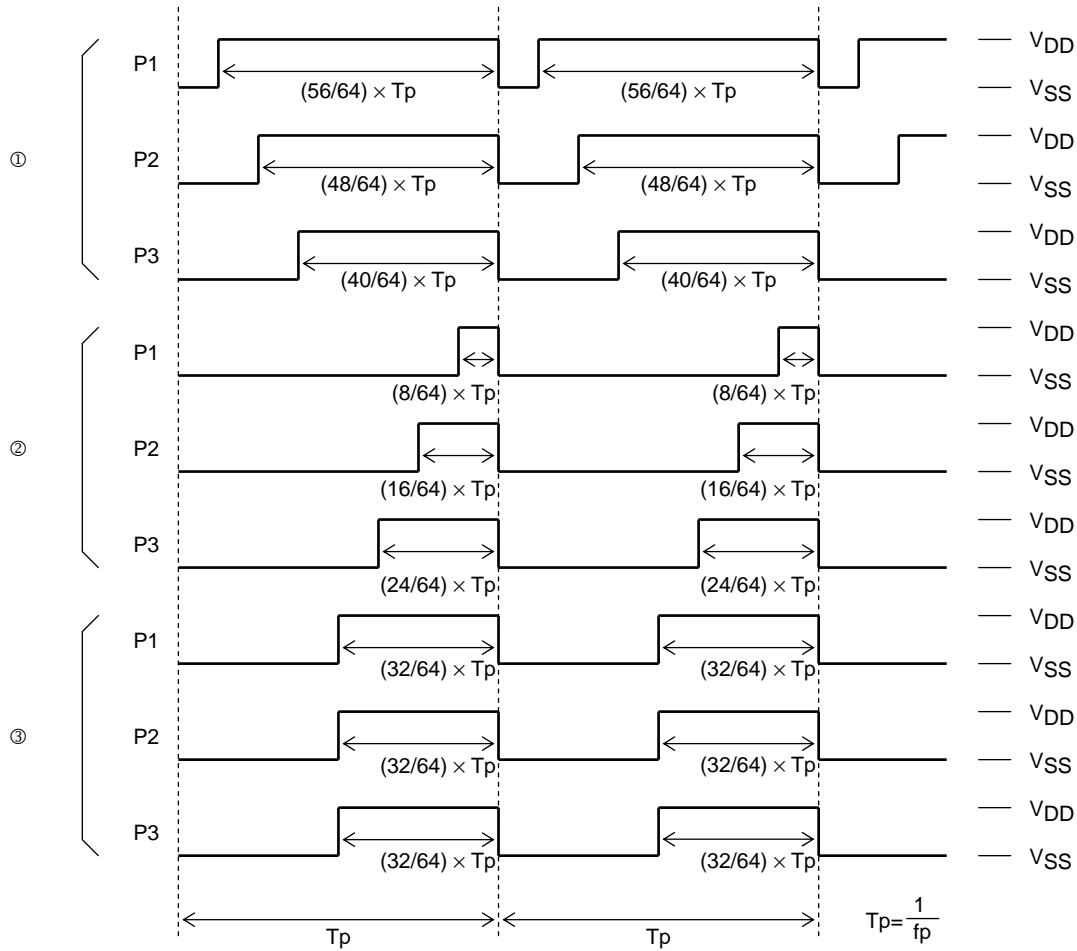 P1
VDD
(56/64) × Tp
(56/64) × Tp
VSS
①
P2
VDD
(48/64) × Tp
(48/64) × Tp
VSS
P3
VDD
(40/64) × Tp
(40/64) × Tp
VSS
P1
VDD
(8/64) × Tp
(8/64) × Tp
VSS
②
P2
VDD
(16/64) × Tp
(16/64) × Tp
VSS
P3
VDD
(24/64) × Tp
(24/64) × Tp
VSS
P1
VDD
(32/64) × Tp
(32/64) × Tp
VSS
③
P2
VDD
(32/64) × Tp
(32/64) × Tp
VSS
P3
VDD
(32/64) × Tp
(32/64) × Tp
VSS
Tp
Tp
Tp=1/fp